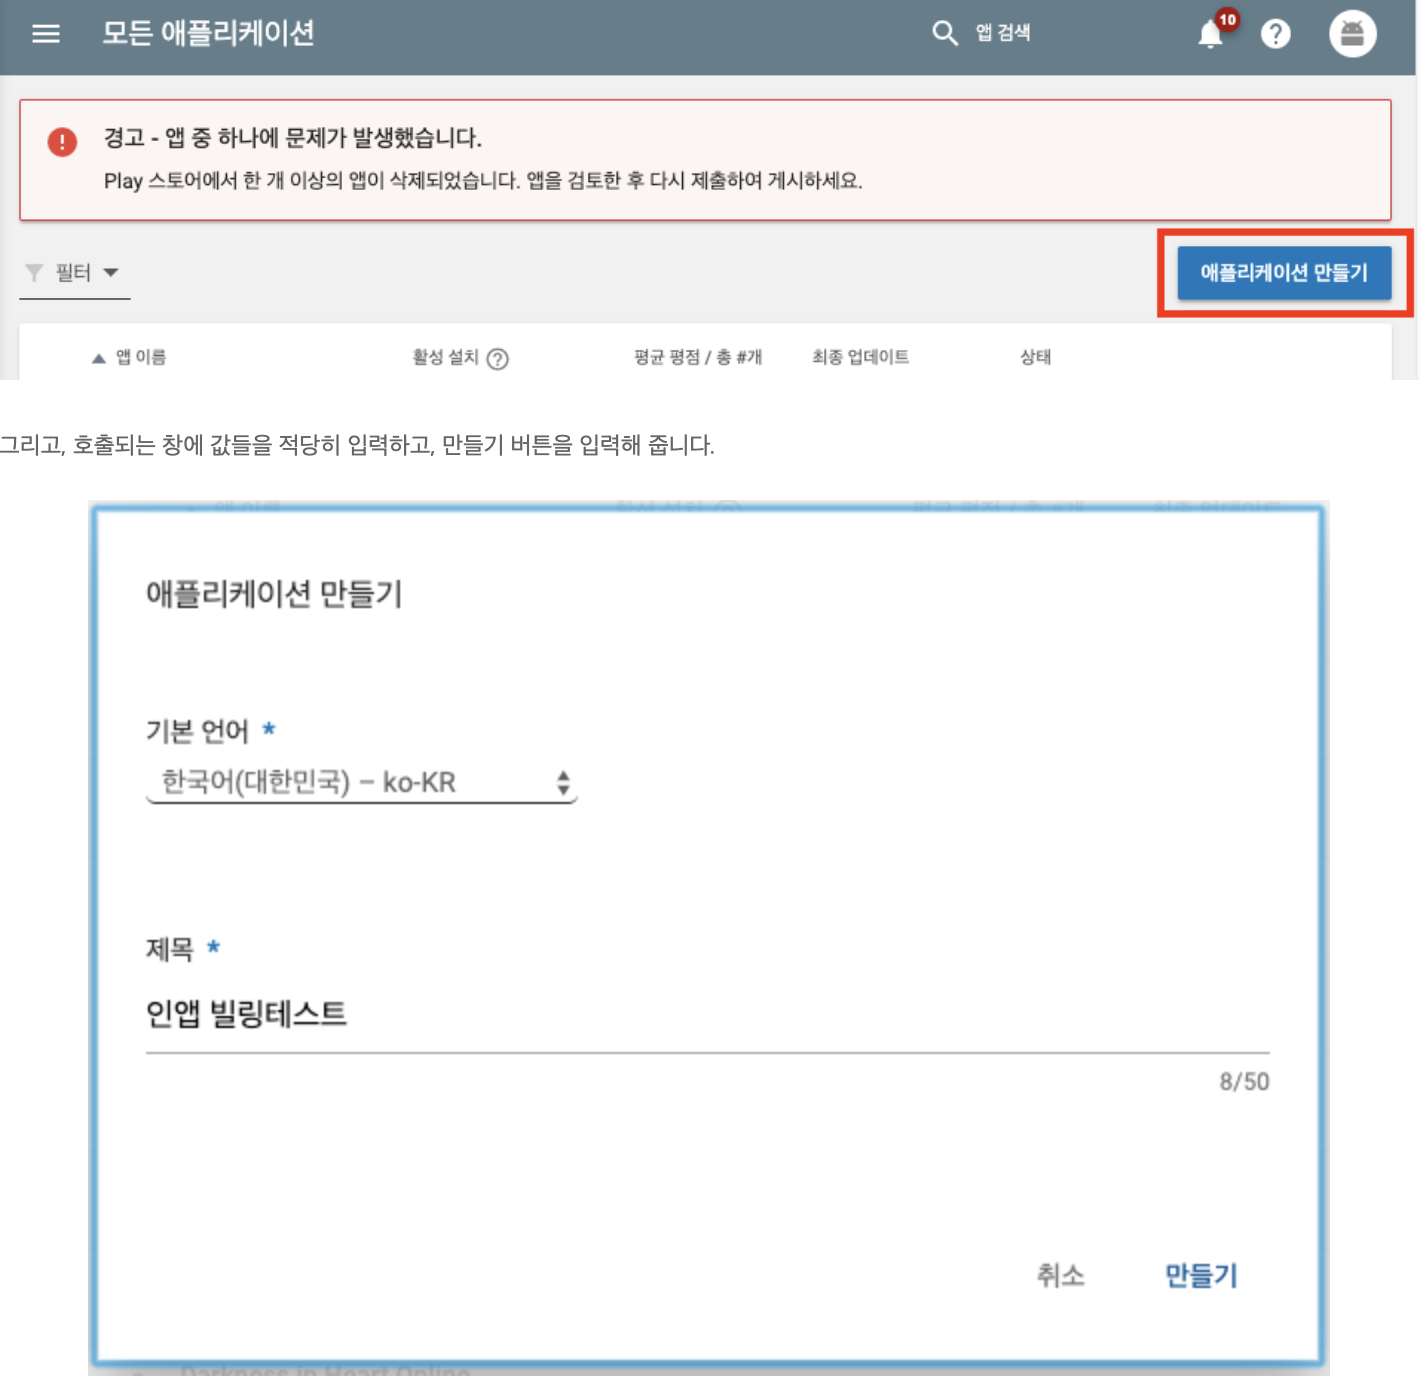 모든 애플리케이션
앱 검색
10
경고 - 앱 중 하나에 문제가 발생했습니다.
Play 스토어에서 한 개 이상의 앱이 삭제되었습니다. 앱을 검토한 후 다시 제출하여 게시하세요.
필터
애플리케이션 만들기
앱 이름 활성 설치 평균 평점 / 총 #개 최종 업데이트 상태
그리고, 호출되는 창에 값들을 적당히 입력하고, 만들기 버튼을 입력해 줍니다.
애플리케이션 만들기
기본 언어 *
한국어(대한민국) – ko-KR
제목 *
인앱 빌링테스트
8/50
취소 만들기
Darkness in Heart Online